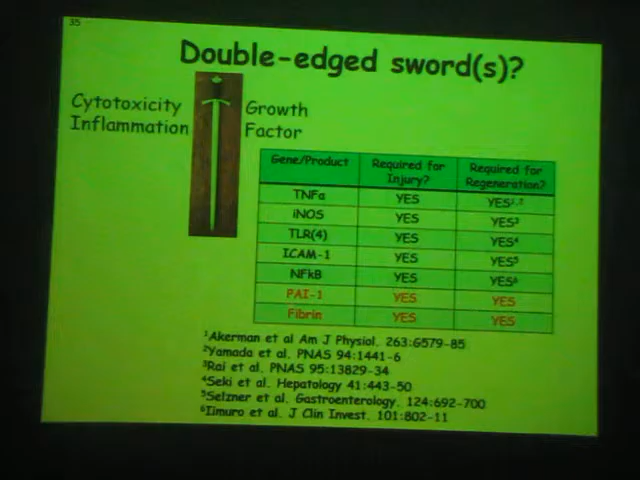 35
Double-edged sword(s)?
Cytotoxicity Growth
Inflammation Factor
Gene/Product Required for Injury? Required for Regeneration?
TNFα YES YES1,2
iNOS YES YES3
TLR(4) YES YES4
ICAM-1 YES YES5
NFkB YES YES6
PAI-1 YES YES
Fibrin YES YES
1Akerman et al Am J Physiol. 263:G579-85
2Yamada et al. PNAS 94:1441-6
3Rai et al. PNAS 95:13829-34
4Seki et al. Hepatology 41:443-50
5Selzner et al. Gastroenterology. 124:692-700
6Iimuro et al. J Clin Invest. 101:802-11